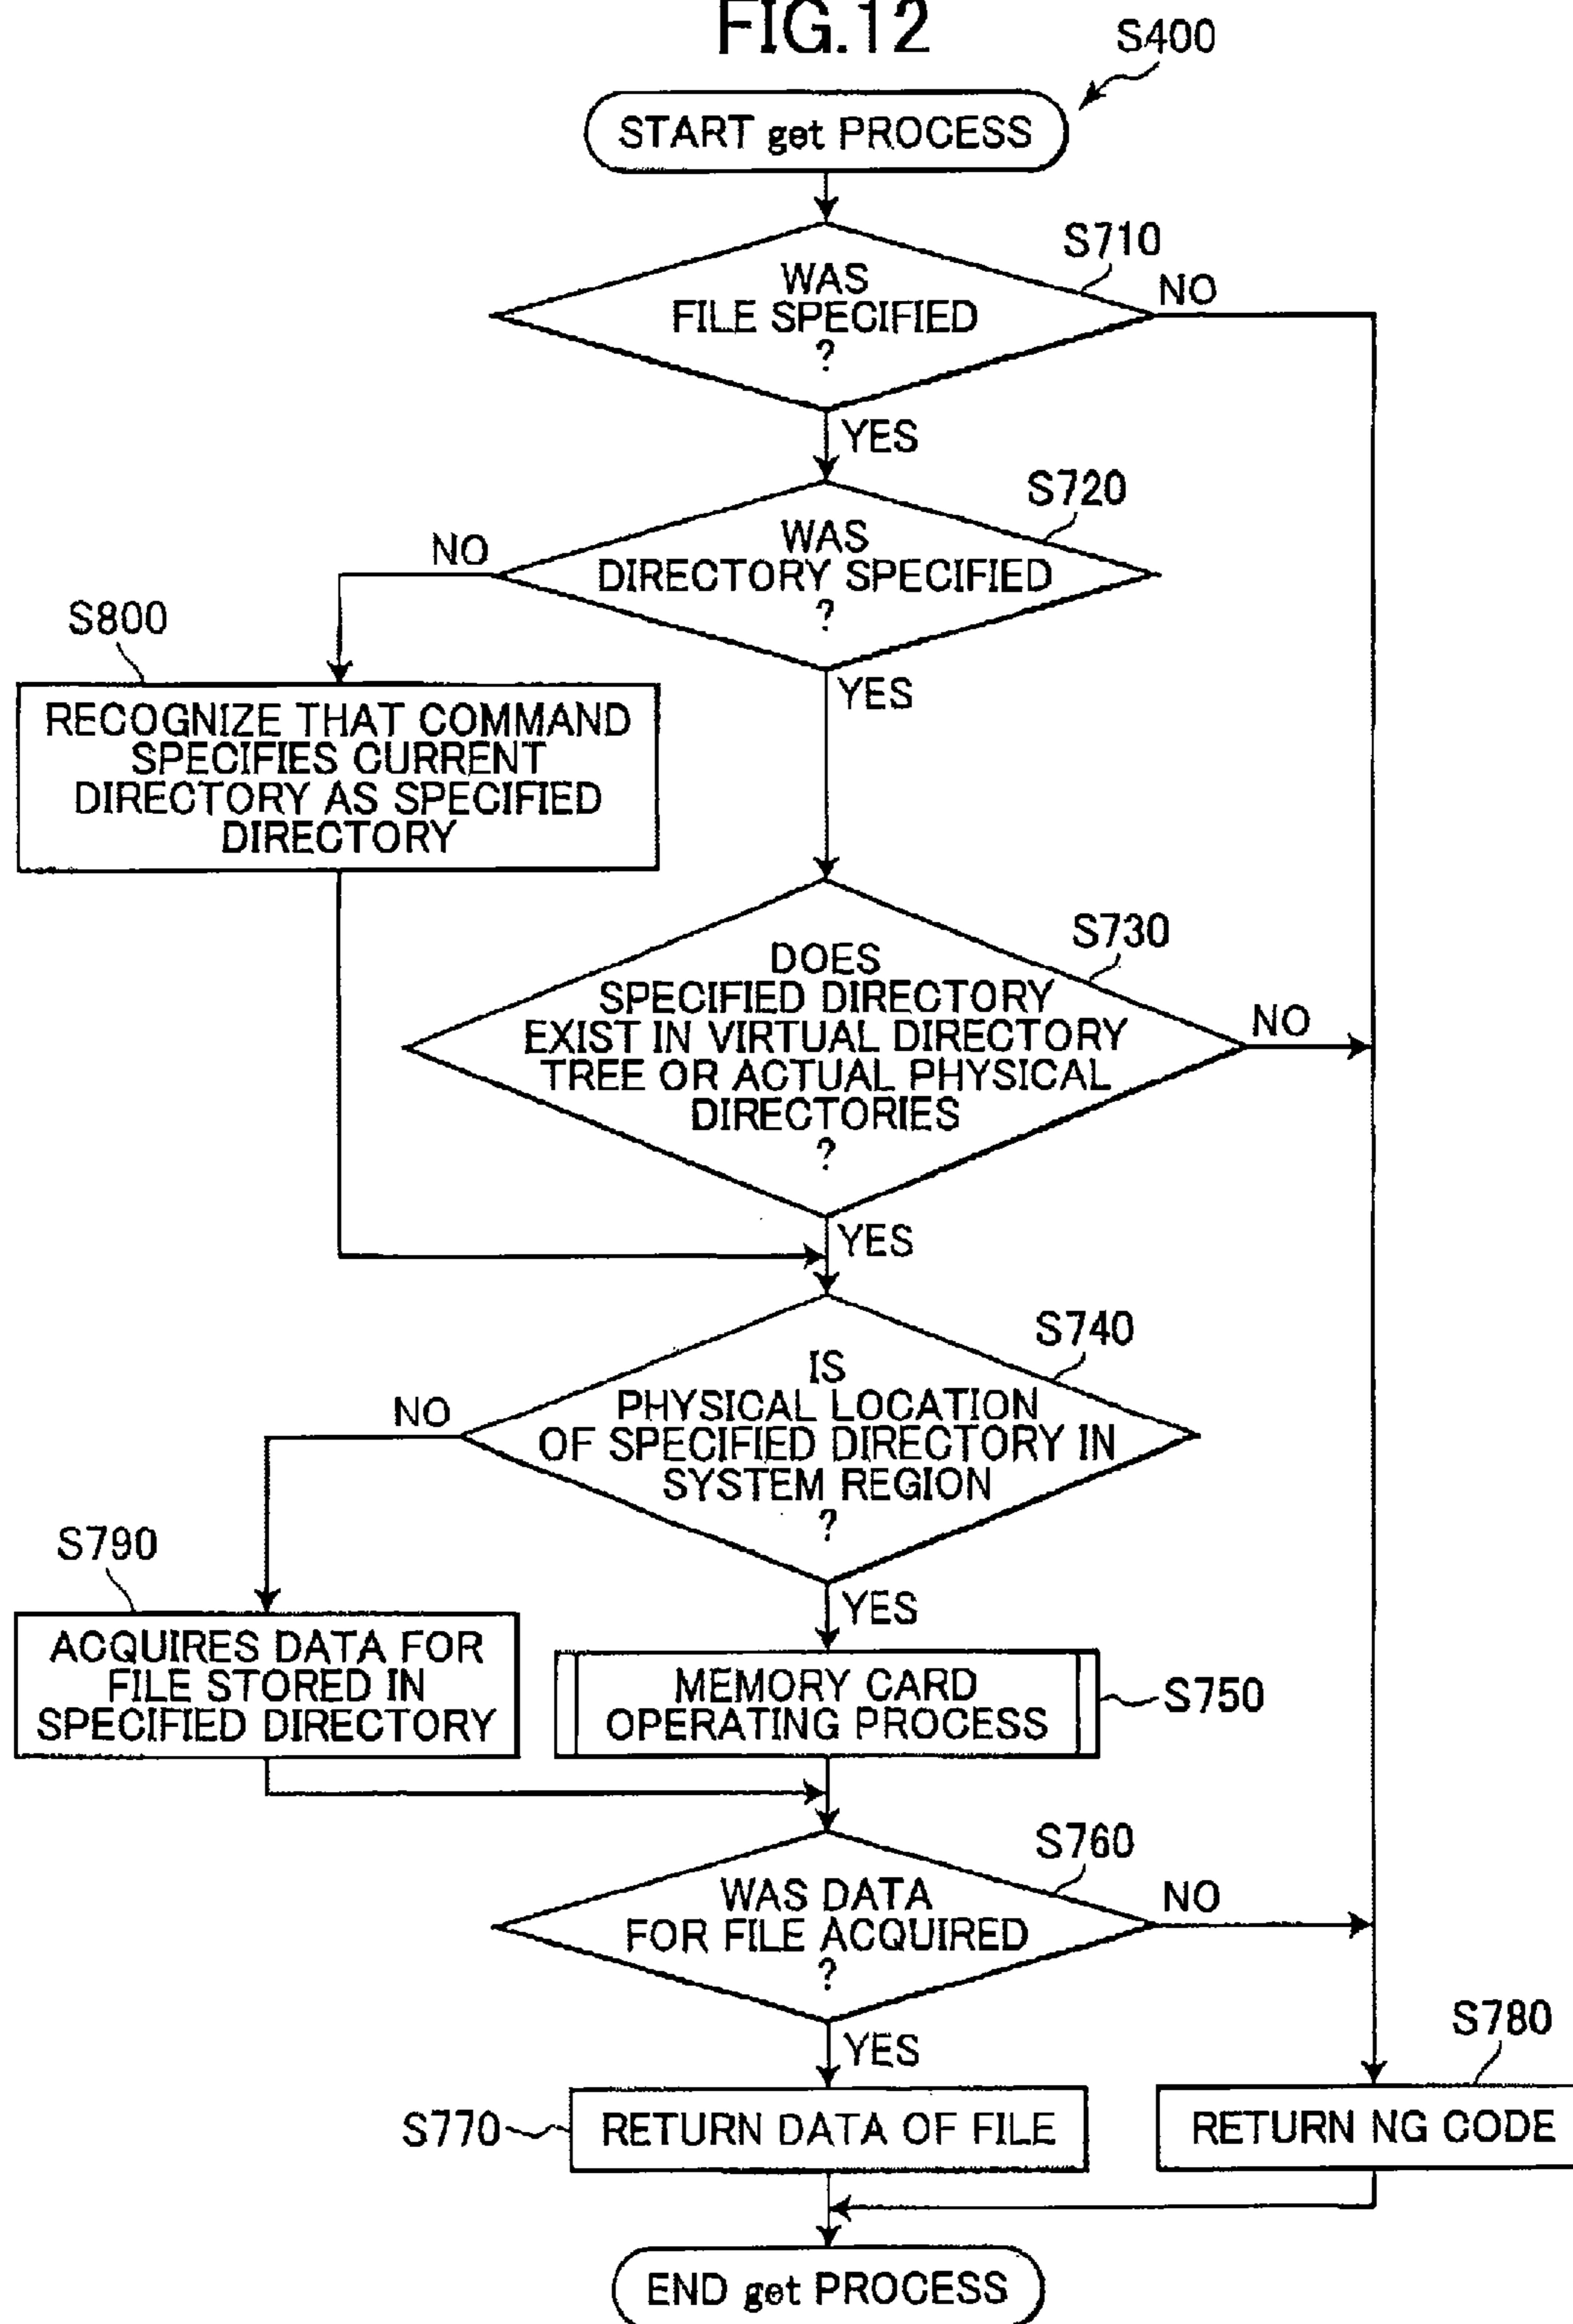 FIG.12
S400
START get PROCESS
S710
WAS
FILE SPECIFIED
?
NO
YES
S720
WAS
DIRECTORY SPECIFIED
?
NO
YES
S800
RECOGNIZE THAT COMMAND
SPECIFIES CURRENT
DIRECTORY AS SPECIFIED
DIRECTORY
S730
DOES
SPECIFIED DIRECTORY
EXIST IN VIRTUAL DIRECTORY
TREE OR ACTUAL PHYSICAL
DIRECTORIES
?
NO
YES
S740
IS
PHYSICAL LOCATION
OF SPECIFIED DIRECTORY IN
SYSTEM REGION
?
NO
YES
S790
ACQUIRES DATA FOR
FILE STORED IN
SPECIFIED DIRECTORY
MEMORY CARD
OPERATING PROCESS
S750
S760
WAS DATA
FOR FILE ACQUIRED
?
NO
YES
S770
RETURN DATA OF FILE
S780
RETURN NG CODE
END get PROCESS